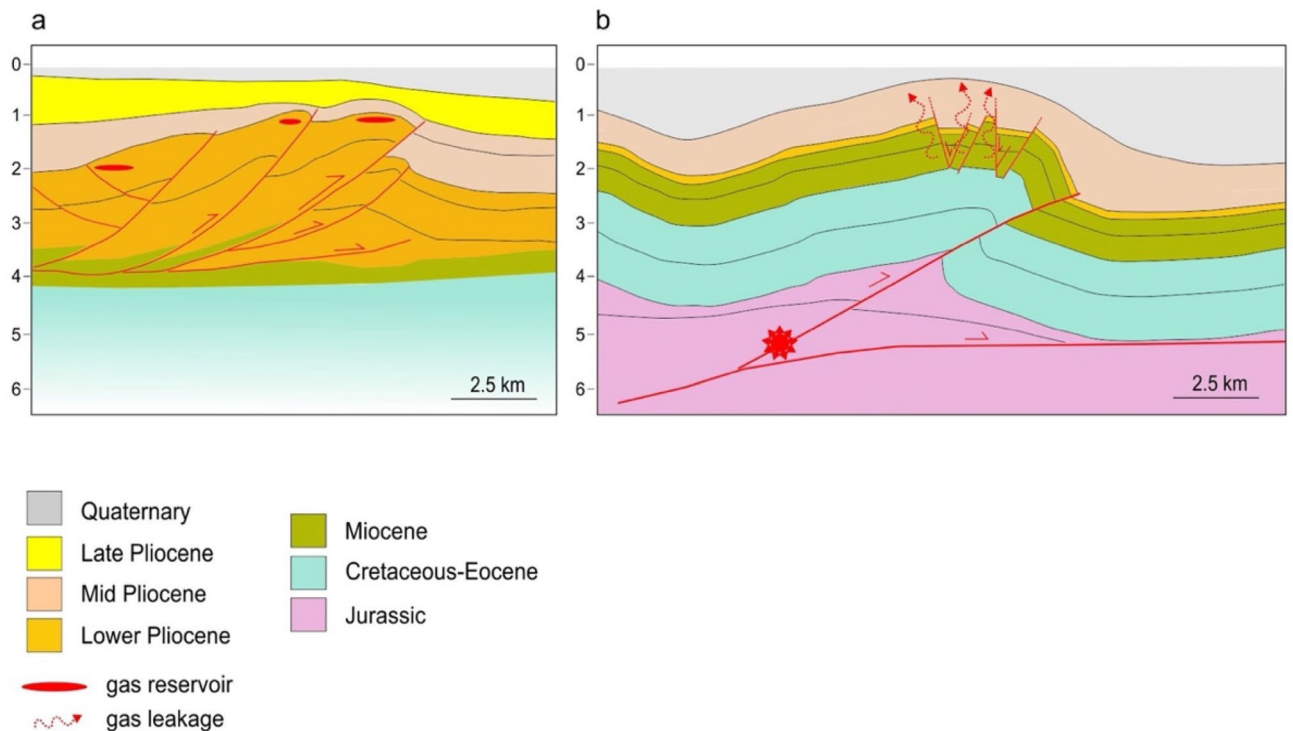 a
b
0
1
2
3
4
5
6
2.5 km
0
1
2
3
4
5
6
2.5 km
Quaternary
Late Pliocene
Mid Pliocene
Lower Pliocene
gas reservoir
gas leakage
Miocene
Cretaceous-Eocene
Jurassic